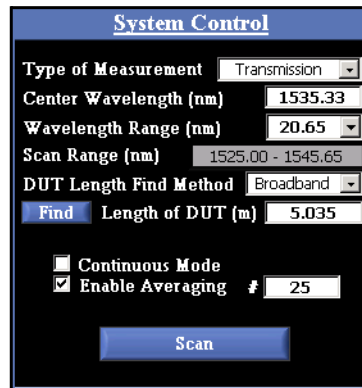 System Control
Type of Measurement Transmission
Center Wavelength (nm) 1535.33
Wavelength Range (nm) 20.65
Scan Range (nm) 1525.00 - 1545.65
DUT Length Find Method Broadband
Find Length of DUT (m) 5.035
Continuous Mode
Enable Averaging # 25
Scan